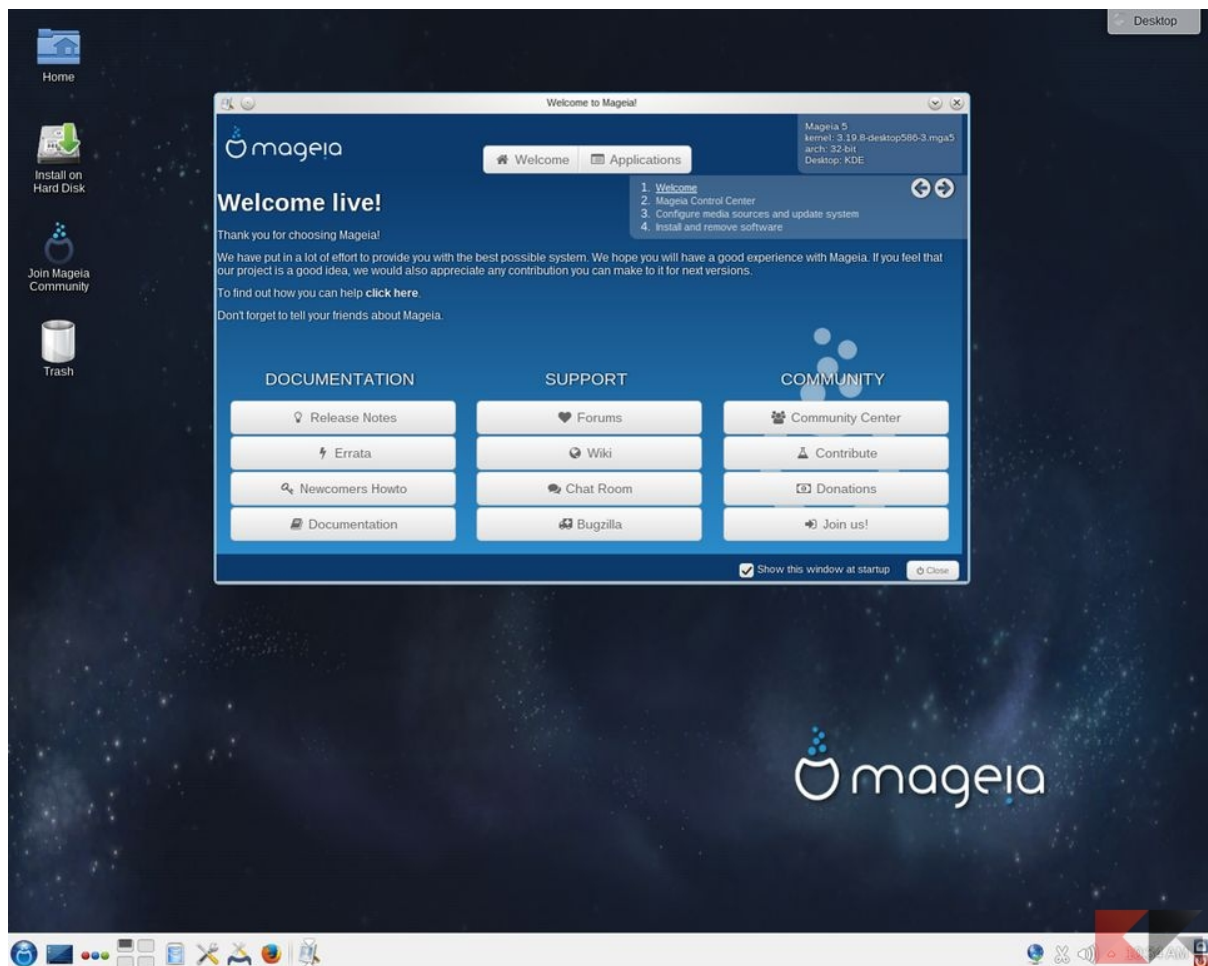 Desktop
Home
Install on
Hard Disk
Join Mageia
Community
Trash
Welcome to Mageia!
mageia
Welcome
Applications
Mageia 5
kernel: 3.19.8-desktop586-3.mga5
arch: 32-bit
Desktop: KDE
1. Welcome
2. Mageia Control Center
3. Configure media sources and update system
4. Install and remove software
Welcome live!
Thank you for choosing Mageia!
We have put in a lot of effort to provide you with the best possible system. We hope you will have a good experience with Mageia. If you feel that
our project is a good idea, we would also appreciate any contribution you can make to it for next versions.
To find out how you can help click here.
Don't forget to tell your friends about Mageia.
DOCUMENTATION
Release Notes
Errata
Newcomers Howto
Documentation
SUPPORT
Forums
Wiki
Chat Room
Bugzilla
COMMUNITY
Community Center
Contribute
Donations
Join us!
Show this window at startup
Close
mageia
AM